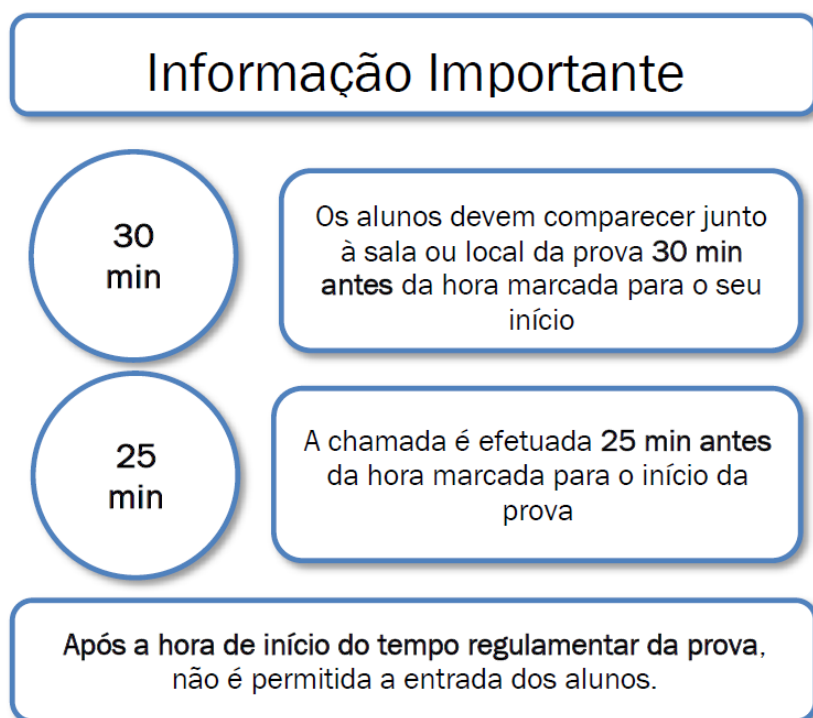 Informação Importante
30
min
Os alunos devem comparecer junto
à sala ou local da prova 30 min
antes da hora marcada para o seu
início
25
min
A chamada é efetuada 25 min antes
da hora marcada para o início da
prova
Após a hora de início do tempo regulamentar da prova,
não é permitida a entrada dos alunos.